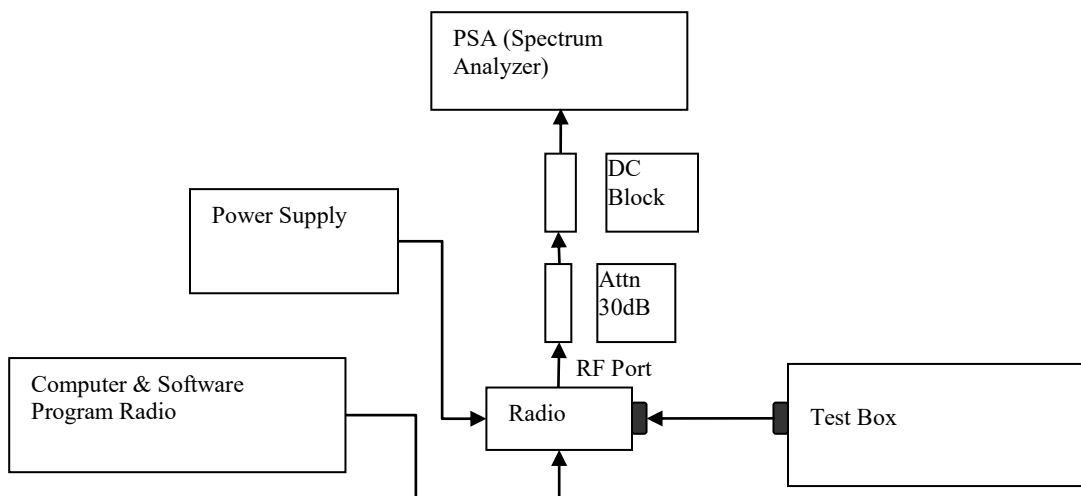 PSA (Spectrum
Analyzer)
DC
Block
Power Supply
Attn
30dB
RF Port
Computer & Software
Program Radio
Radio
Test Box